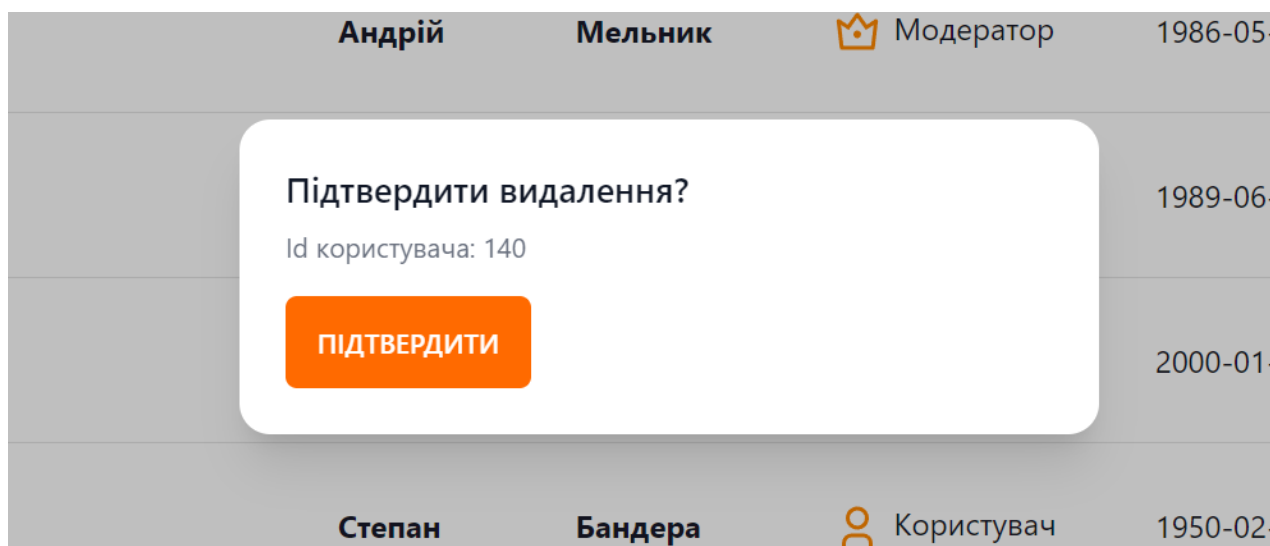 Андрій Мельник Модератор 1986-05-
Підтвердити видалення?
1989-06-
Id користувача: 140
ПІДТВЕРДИТИ
2000-01-
Степан Бандера Користувач 1950-02-